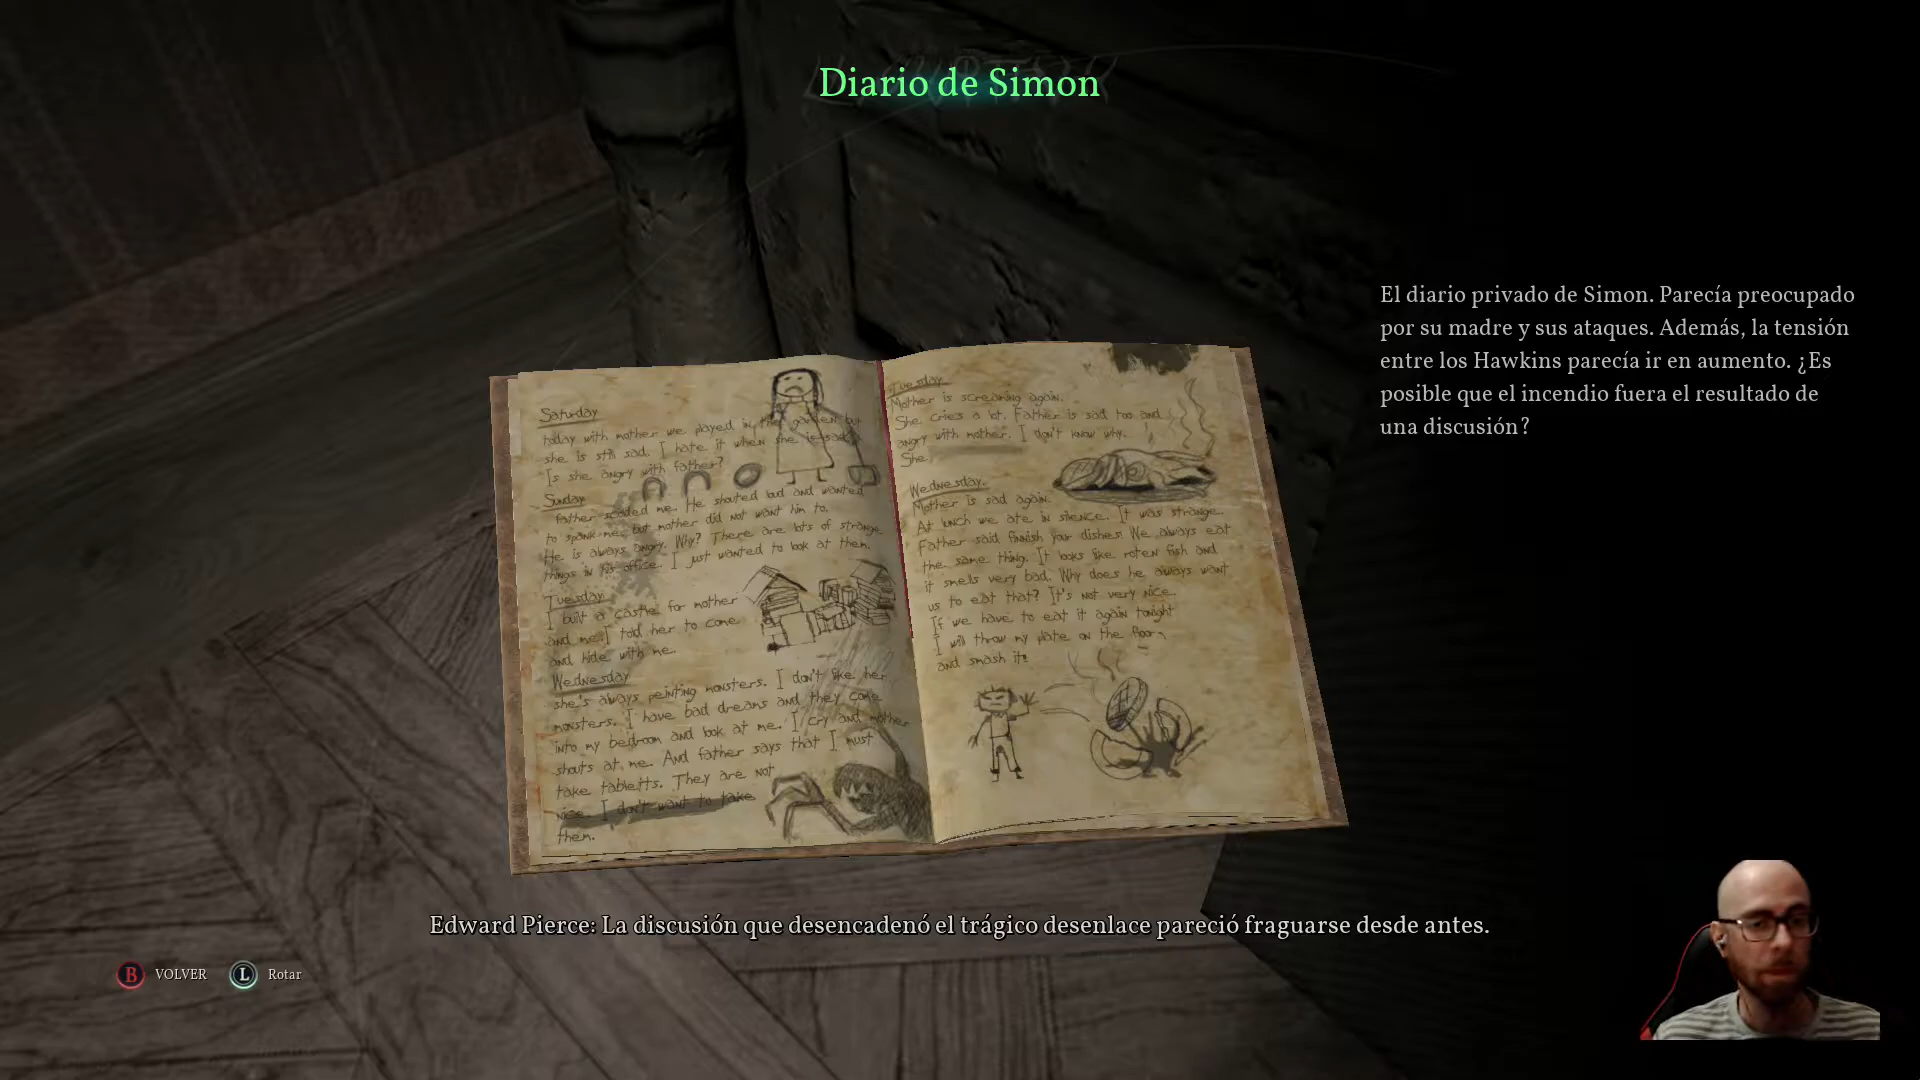 Diario de Simon
El diario privado de Simon. Parecía preocupado
por su madre y sus ataques. Además, la tensión
entre los Hawkins parecía ir en aumento. ¿Es
posible que el incendio fuera el resultado de
una discusión?
Saturday
today with mother we played in the garden but
she is still sad. I hate it when she is sad.
Is she angry with father?
Sunday
father scolded me. He shouted loud and wanted
to spank me, but mother did not want him to.
He is always angry. Why? There are lots of strange
things in his office. I just wanted to look at them.
Tuesday
I built a castle for mother
and me. I told her to come
and hide with me.
Wednesday
she's always peinting monsters. I don't like her
monsters. I have bad dreams and they come
into my bedroom and look at me. I cry and mother
shouts at me. And father says that I must
take tabletts. They are not
nice. I don't want to take
them.
Tuesday
Mother is screaming again.
She cries a lot. Father is sad too and
angry with mother. I don't know why.
She
Wednesday.
Mother is sad again.
At lunch we ate in silence. It was strange.
Father said finnish your dishes! We always eat
the same thing. It looks like roten fish and
it smells very bad. Why does he always want
us to eat that? It's not very nice.
If we have to eat it again tonight
I will throw my plate on the floor
and smash it!
Edward Pierce: La discusión que desencadenó el trágico desenlace pareció fraguarse desde antes.
B VOLVER L Rotar